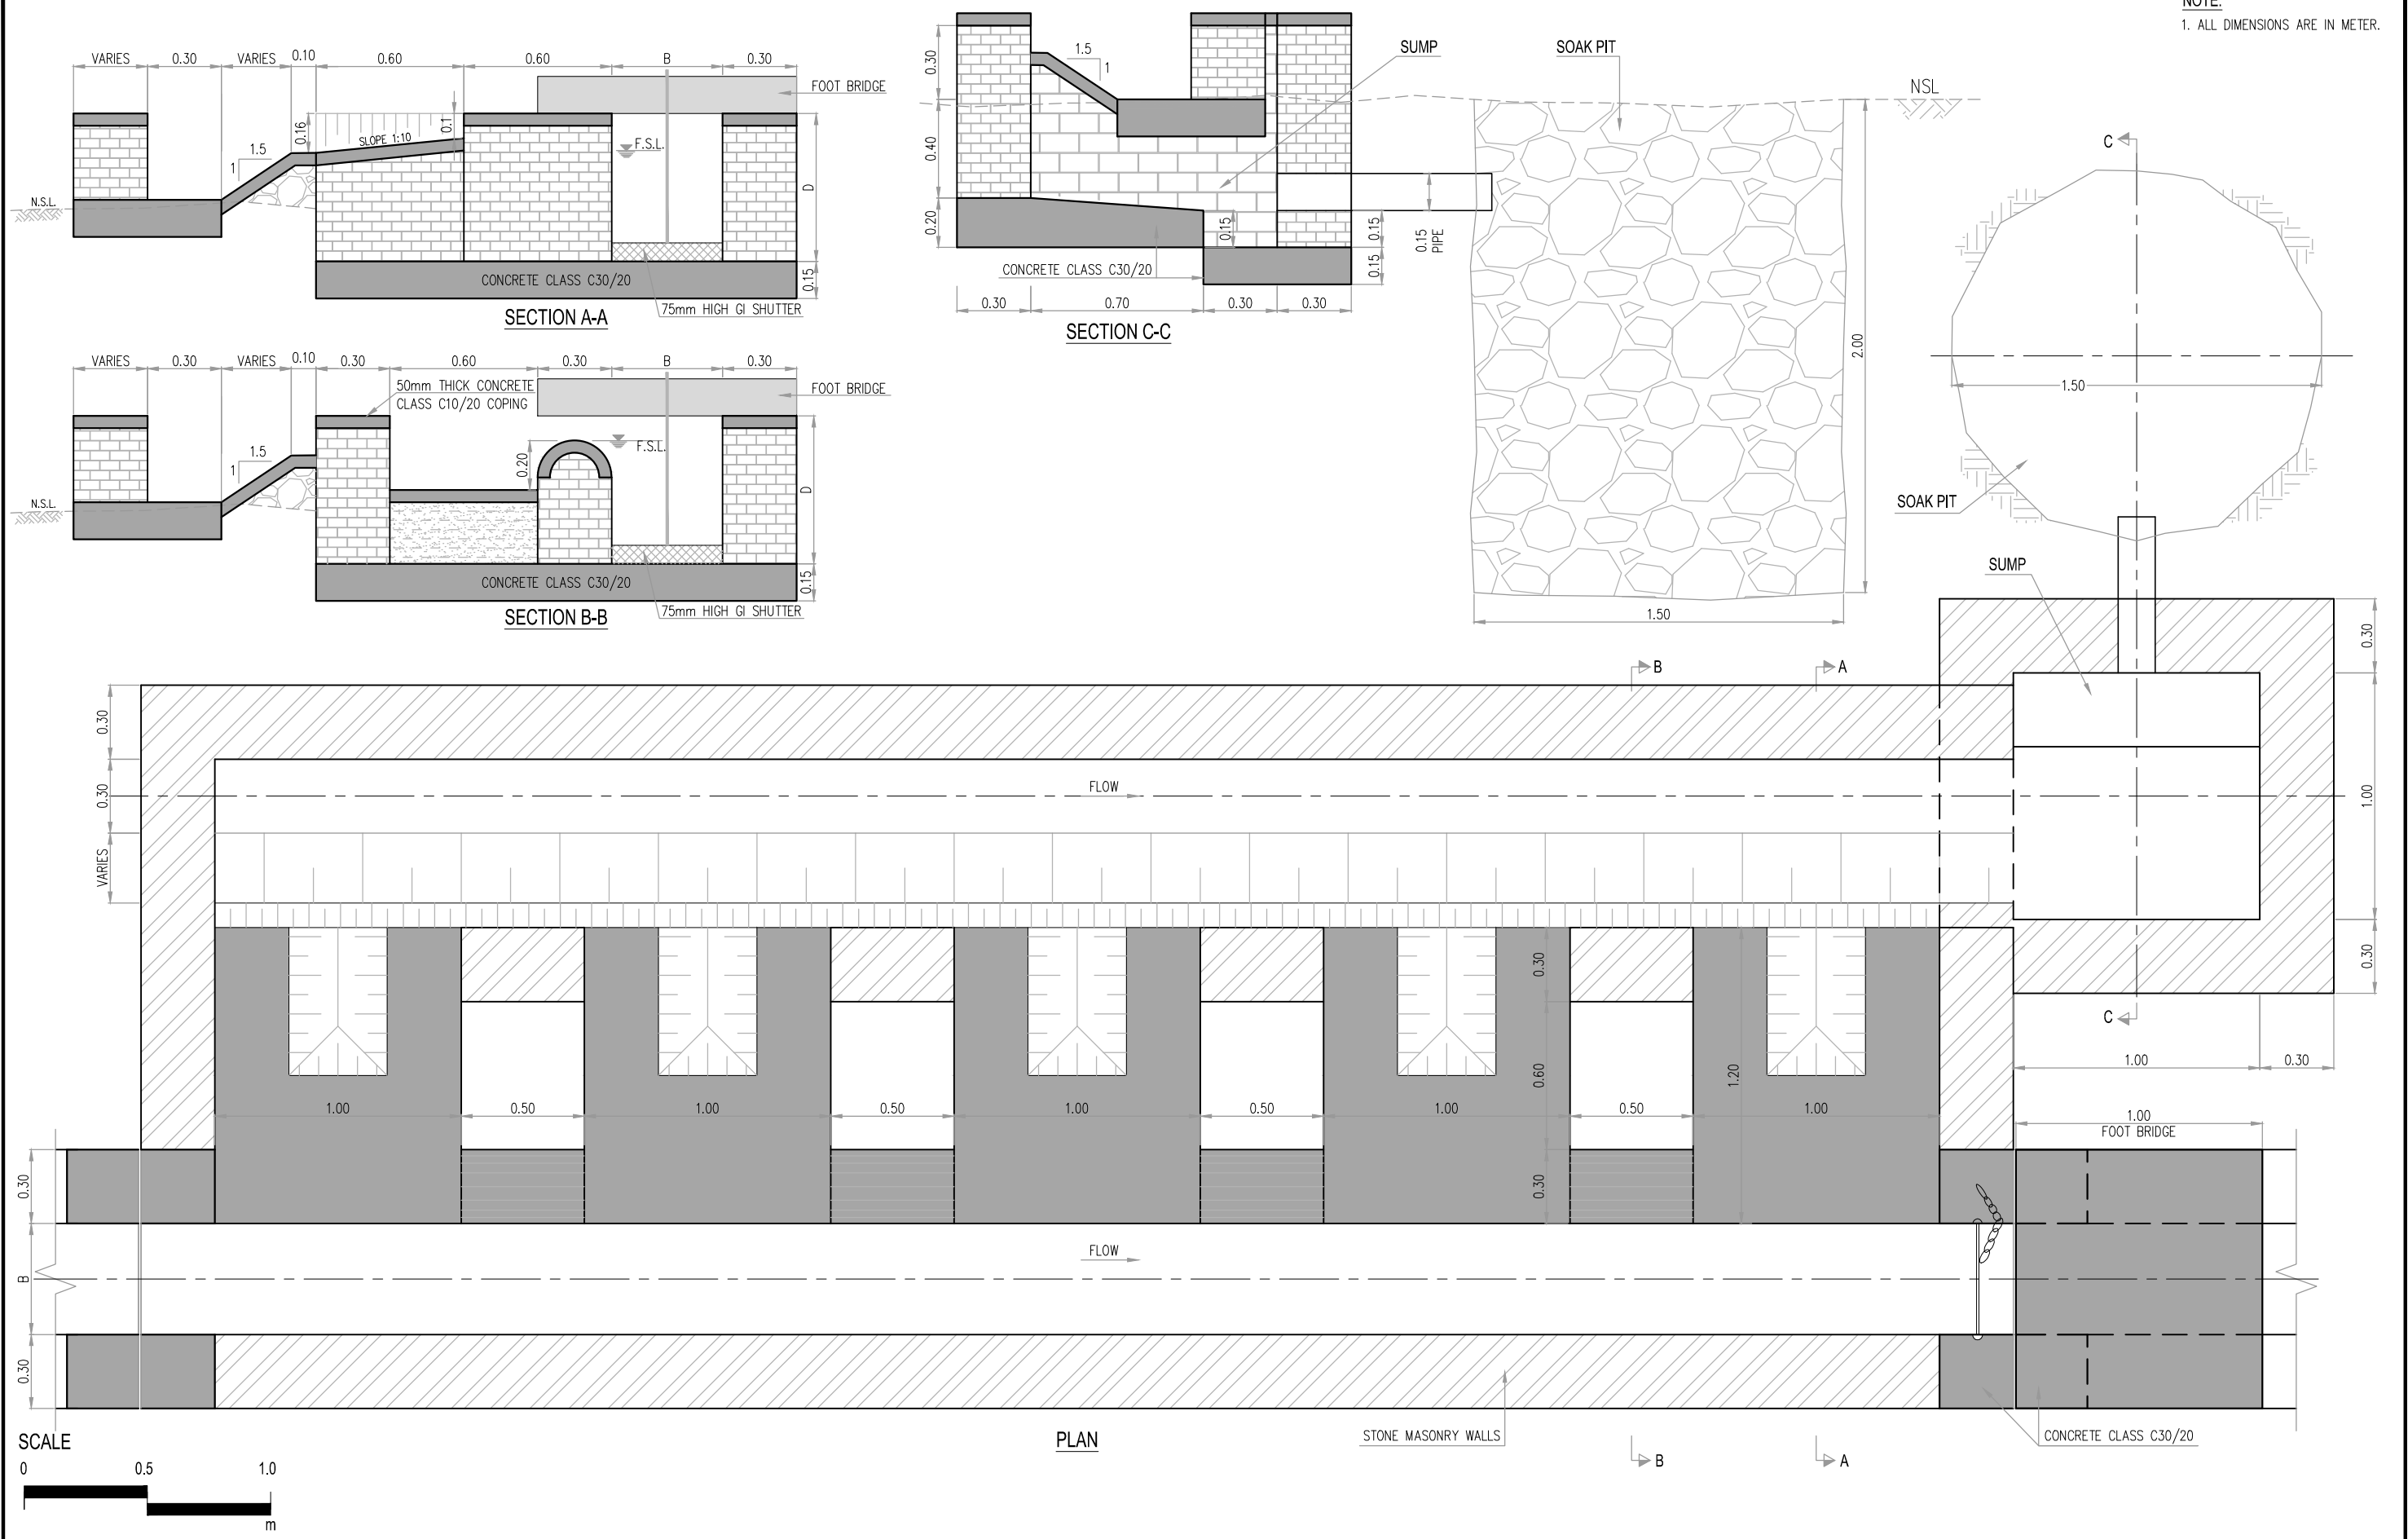 NOTE:
1. ALL DIMENSIONS ARE IN METER.
VARIES 0.30 VARIES 0.10 0.60 0.60 B 0.30
FOOT BRIDGE
0.16
0.1
SLOPE 1:10
1.5
1
F.S.L.
D
N.S.L.
CONCRETE CLASS C30/20
0.15
75mm HIGH GI SHUTTER
SECTION A-A
VARIES 0.30 VARIES 0.10 0.30 0.60 0.30 B 0.30
50mm THICK CONCRETE
CLASS C10/20 COPING
FOOT BRIDGE
1.5
1
0.20
F.S.L.
D
N.S.L.
CONCRETE CLASS C30/20
0.15
75mm HIGH GI SHUTTER
SECTION B-B
0.30
0.40
0.20
1.5
1
SUMP
SOAK PIT
NSL
0.15
0.15
0.15
0.15
PIPE
CONCRETE CLASS C30/20
0.30 0.70 0.30 0.30
SECTION C-C
2.00
1.50
C
1.50
SOAK PIT
SUMP
0.30
1.00
0.30
B
A
0.30
0.30
VARIES
FLOW
0.30
0.60
1.20
0.30
C
1.00 0.30
1.00 0.50 1.00 0.50 1.00 0.50 1.00 0.50 1.00
1.00
FOOT BRIDGE
0.30
B
0.30
FLOW
PLAN
STONE MASONRY WALLS
CONCRETE CLASS C30/20
B
A
SCALE
0 0.5 1.0
m